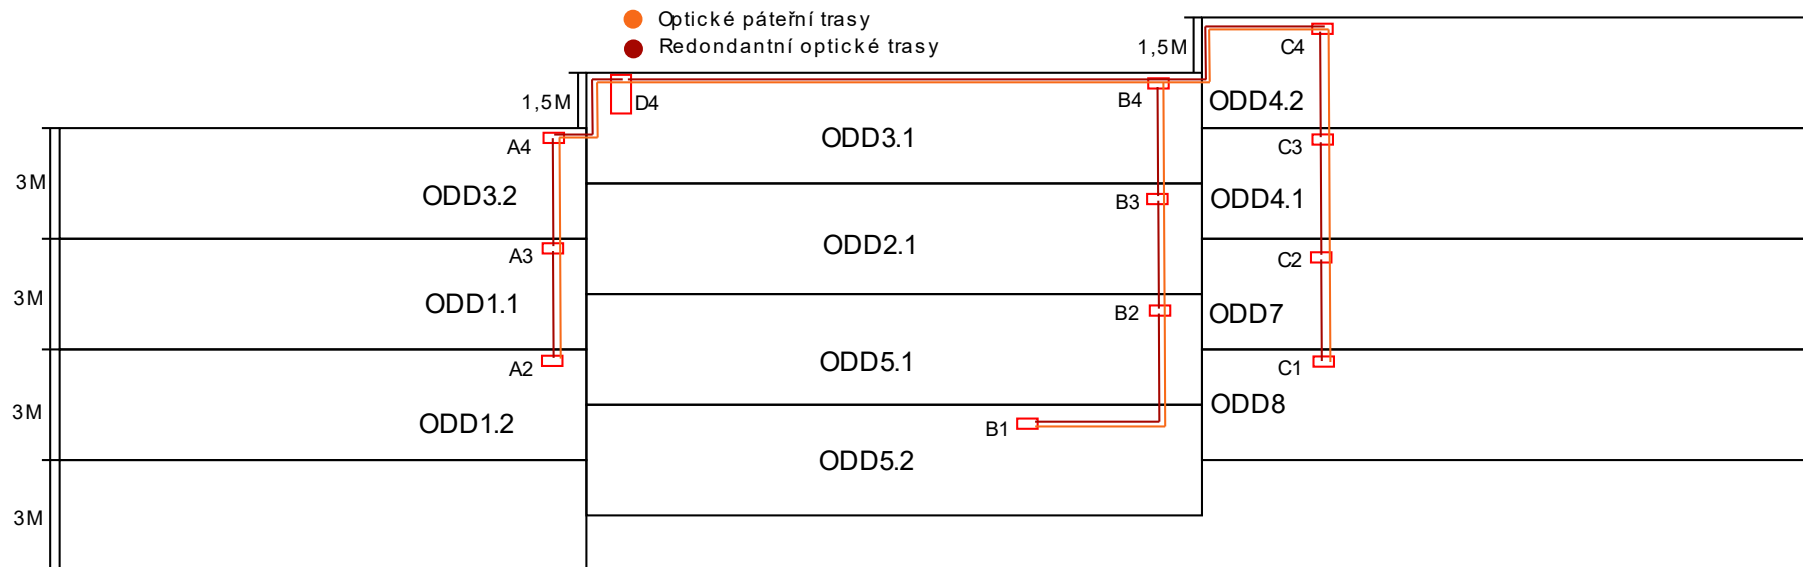 Optické páteřní trasy
Redondantní optické trasy
1,5M
C4
1,5M
D4
B4
ODD4.2
A4
ODD3.1
C3
3M
ODD3.2
B3
ODD4.1
A3
ODD2.1
C2
3M
ODD1.1
B2
ODD7
A2
ODD5.1
C1
3M
ODD1.2
B1
ODD8
ODD5.2
3M